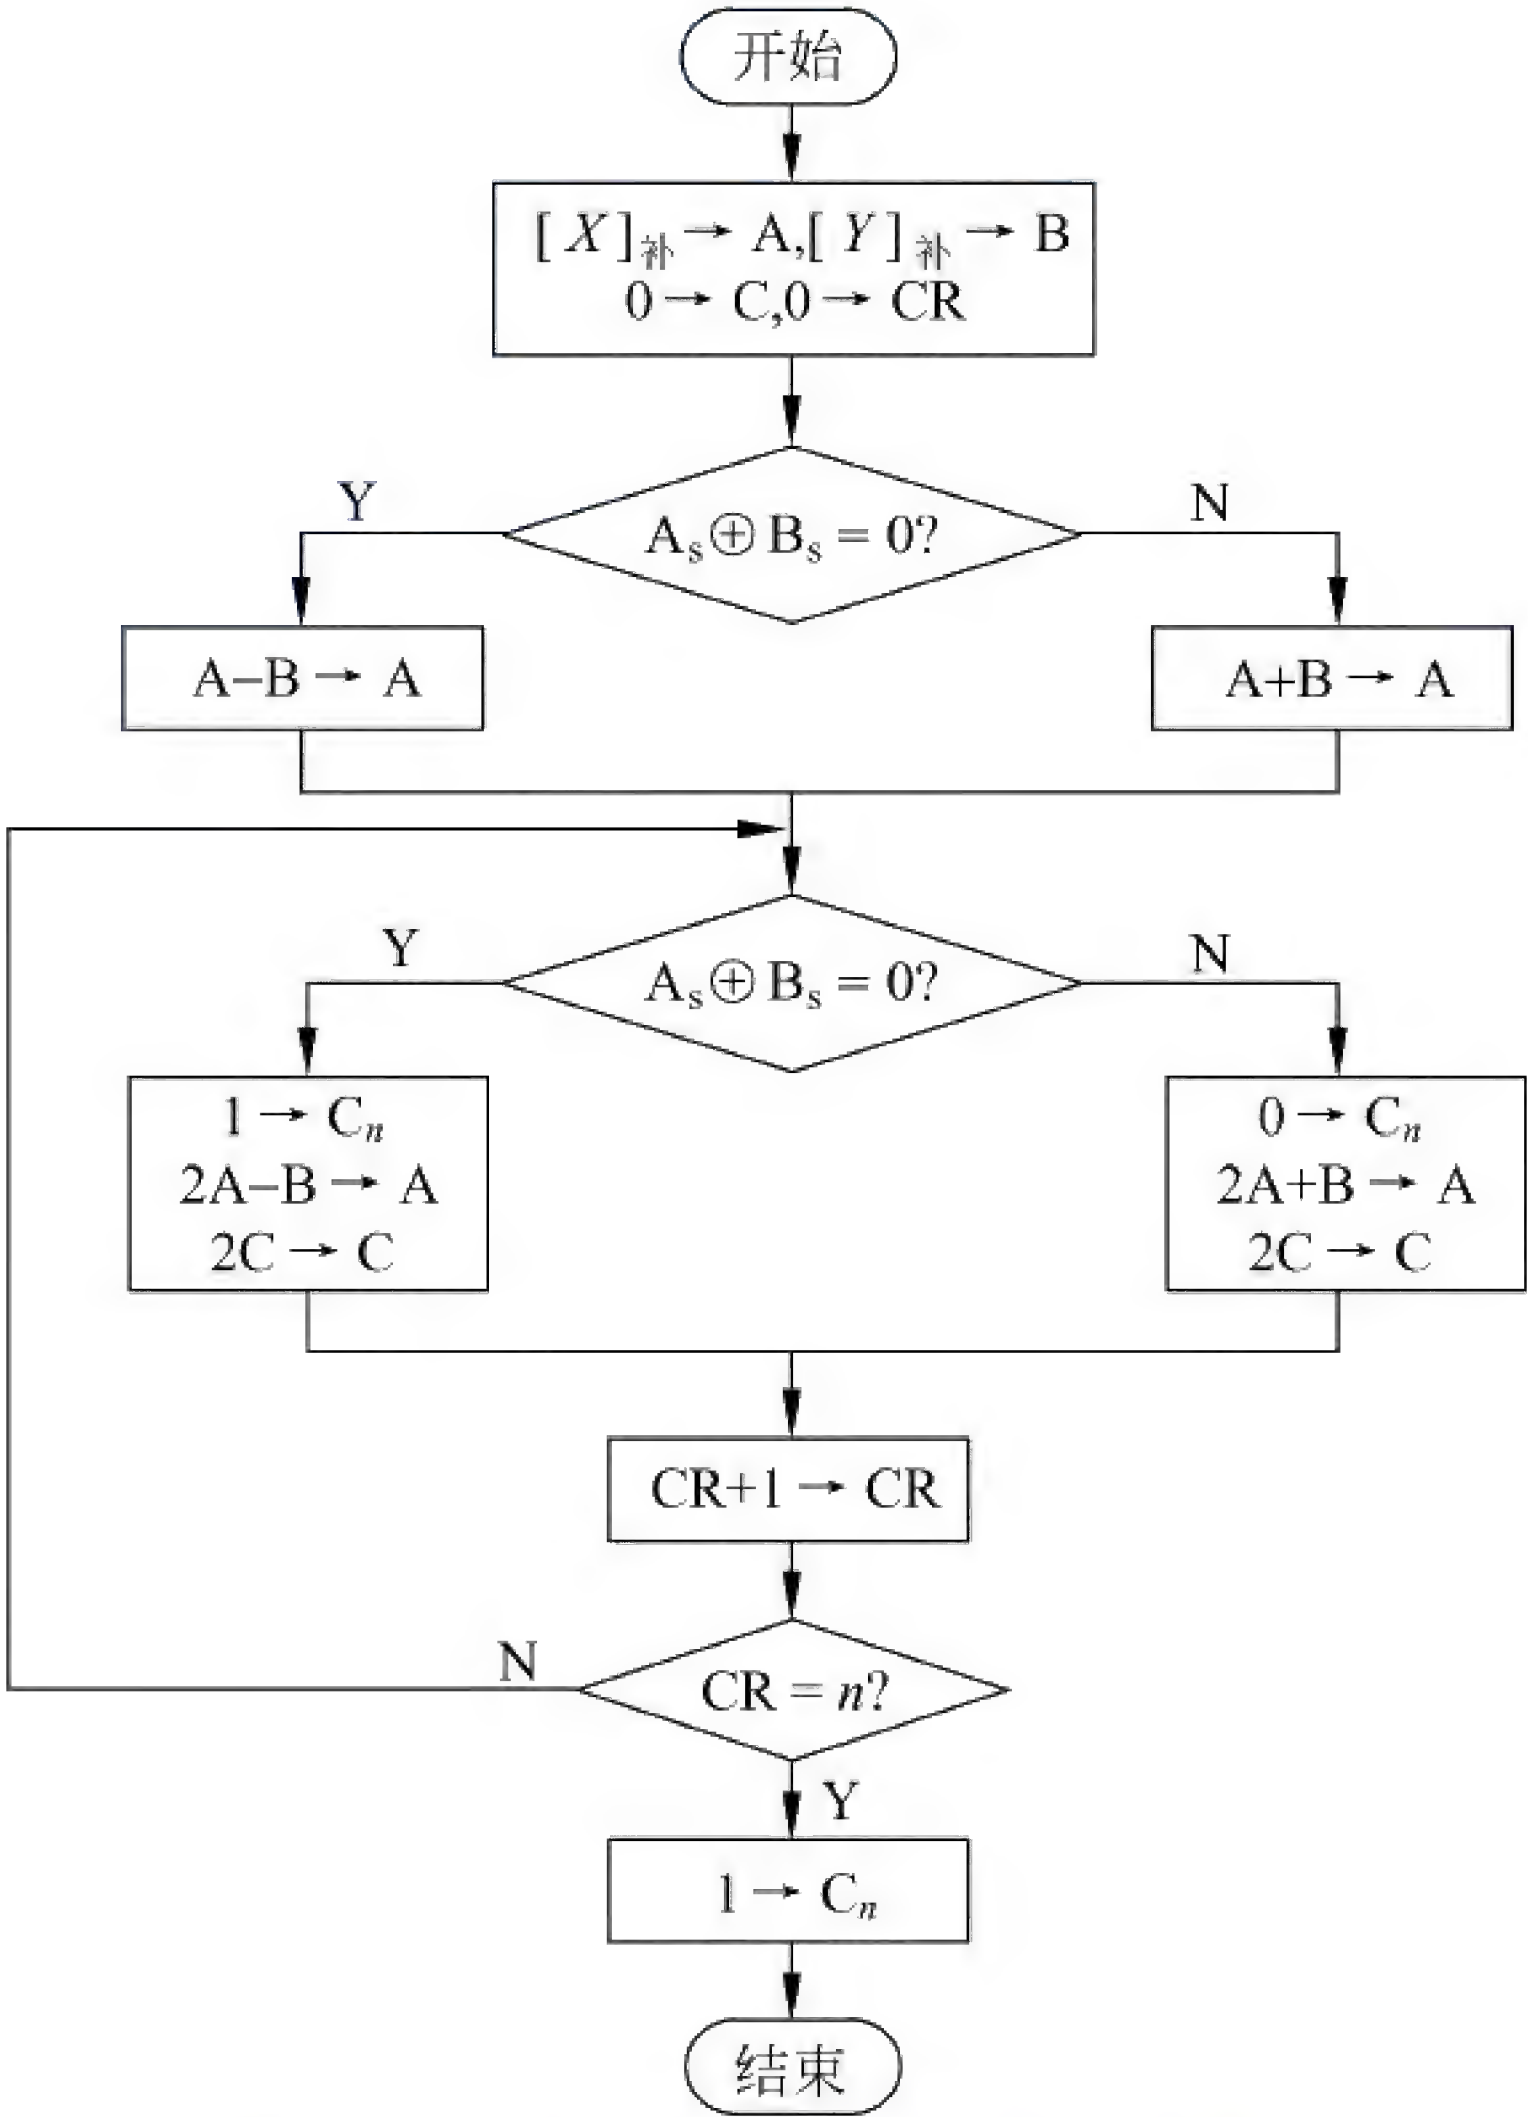 开始
[X]补→A,[Y]补→B
0→C,0→CR
Y
N
As⊕Bs=0?
A–B→A
A+B→A
Y
N
As⊕Bs=0?
1→Cn
2A–B→A
2C→C
0→Cn
2A+B→A
2C→C
CR+1→CR
N
CR=n?
Y
1→Cn
结束